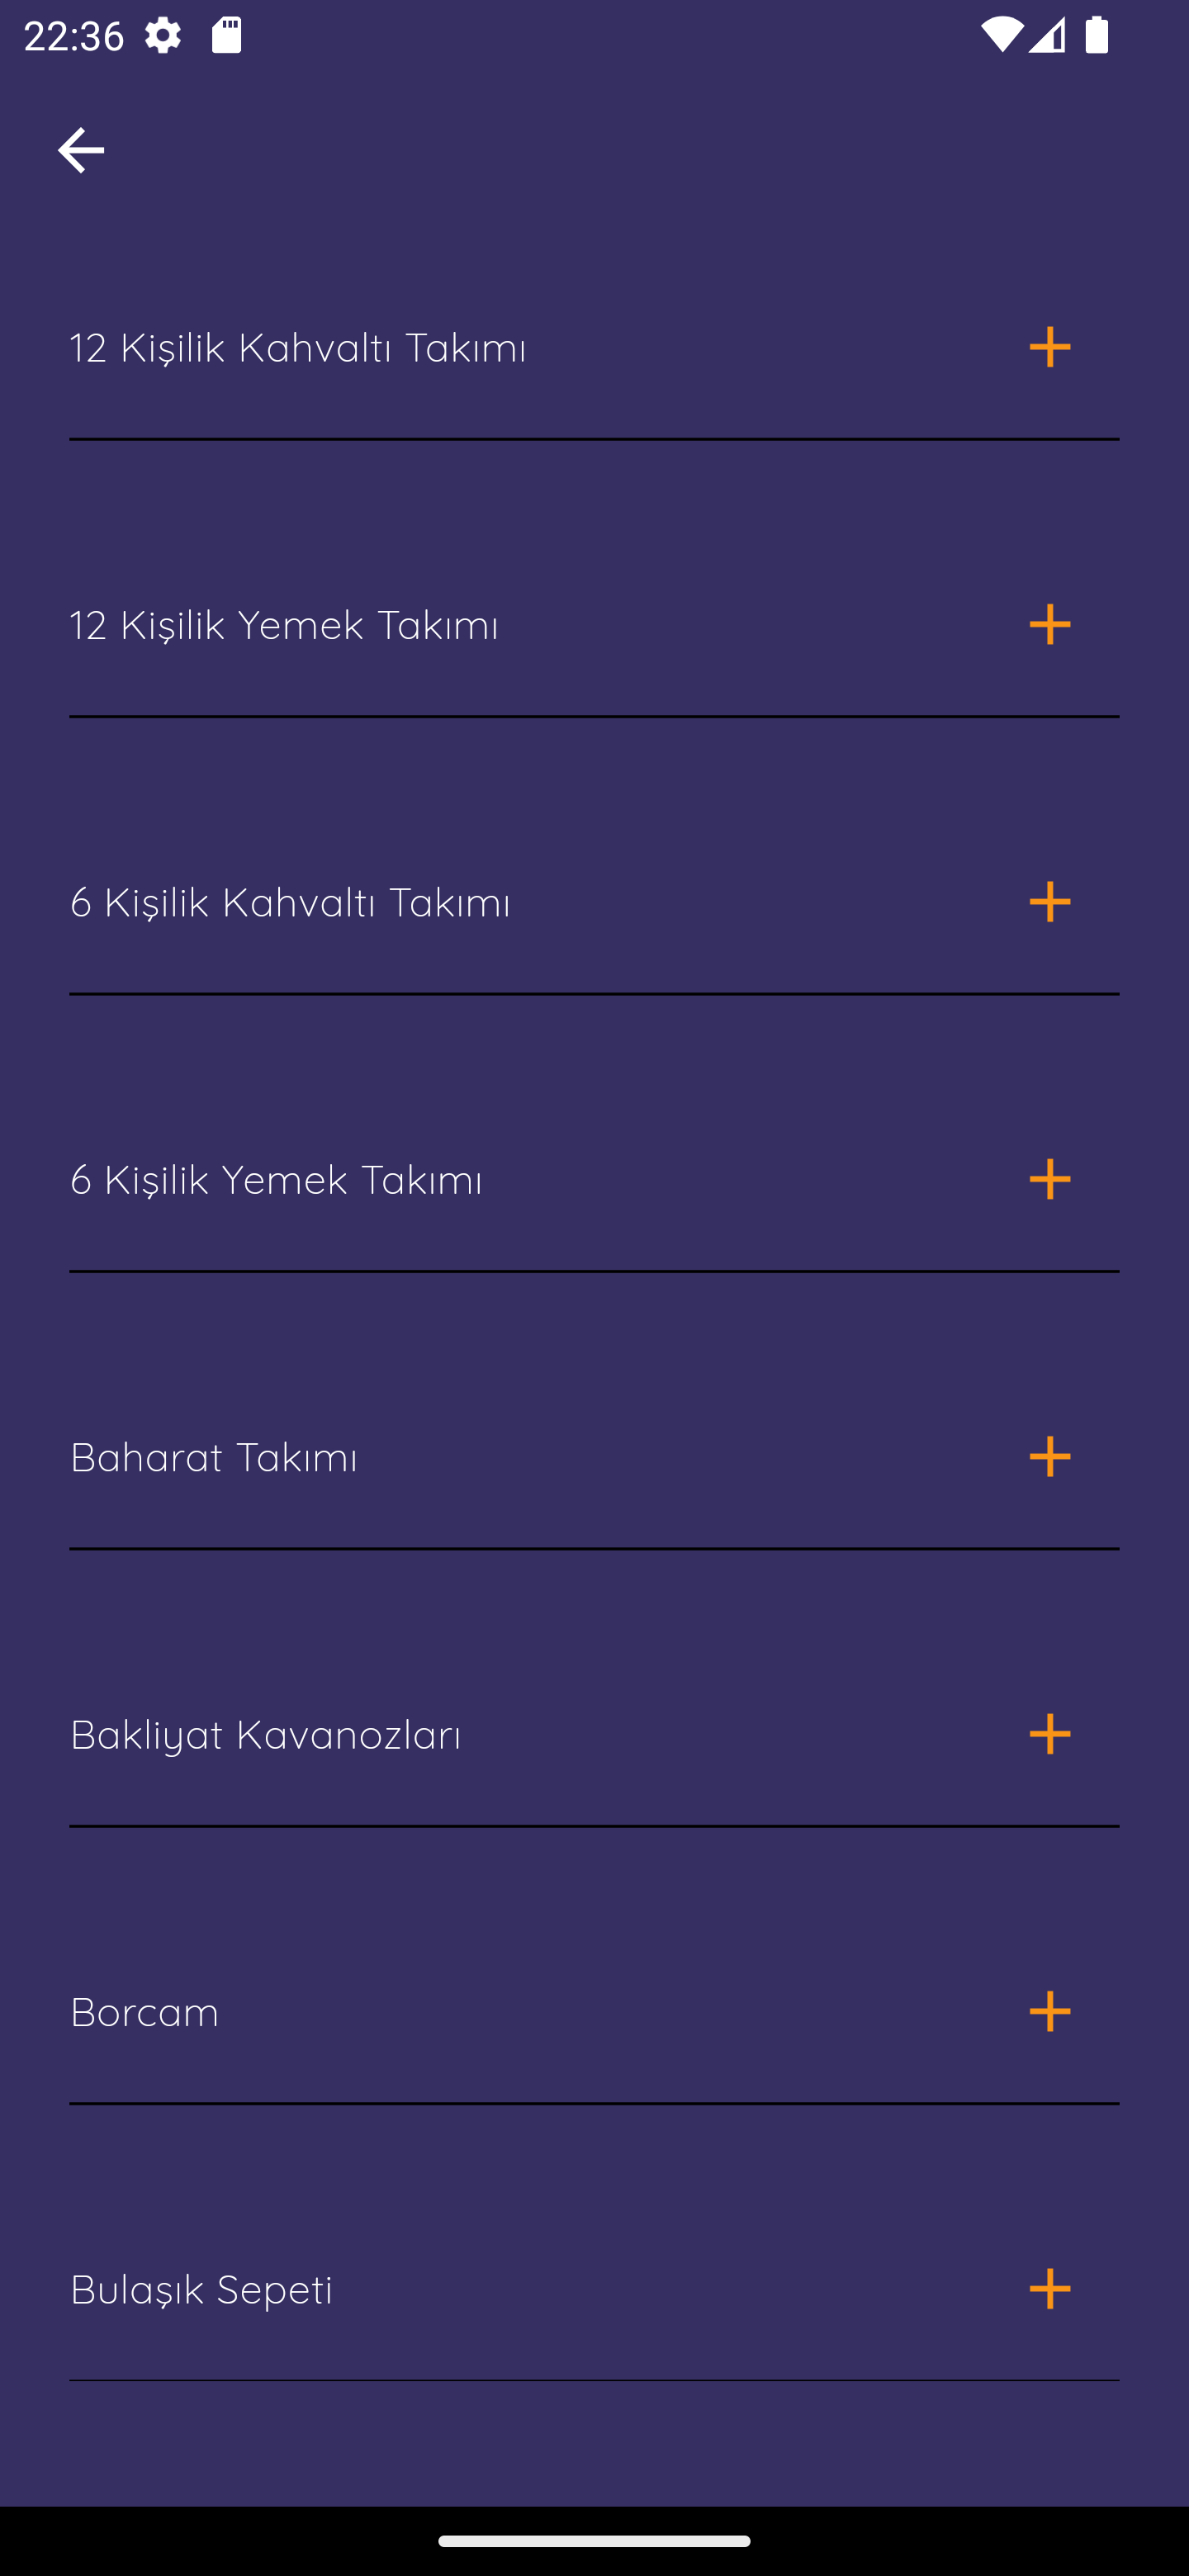 22:36
12 Kişilik Kahvaltı Takımı
12 Kişilik Yemek Takımı
6 Kişilik Kahvaltı Takımı
6 Kişilik Yemek Takımı
Baharat Takımı
Bakliyat Kavanozları
Borcam
Bulaşık Sepeti